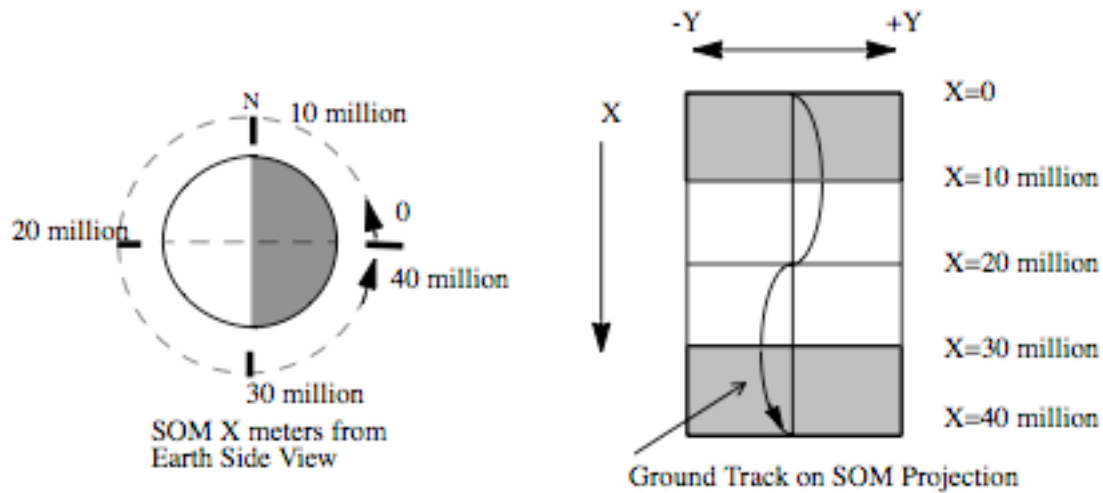 N
10 million
0
20 million
40 million
30 million
SOM X meters from
Earth Side View
-Y
+Y
X
X=0
X=10 million
X=20 million
X=30 million
X=40 million
Ground Track on SOM Projection